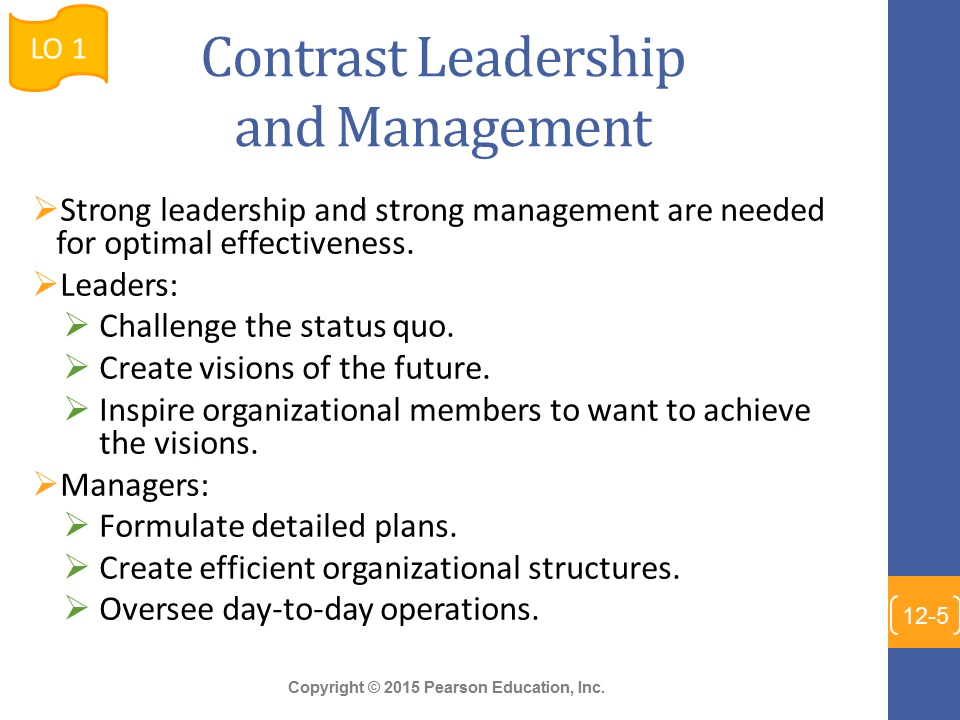 LO 1
Contrast Leadership
and Management
Strong leadership and strong management are needed
for optimal effectiveness.
Leaders:
Challenge the status quo.
Create visions of the future.
Inspire organizational members to want to achieve
the visions.
Managers:
Formulate detailed plans.
Create efficient organizational structures.
Oversee day-to-day operations.
12-5
Copyright © 2015 Pearson Education, Inc.